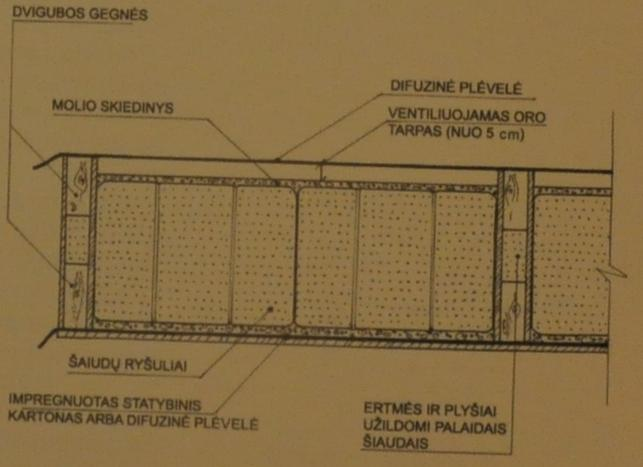 DVIGUBOS GEGNĖS
DIFUZINĖ PLĖVELĖ
MOLIO SKIEDINYS
VENTILIUOJAMAS ORO
TARPAS (NUO 5 cm)
ŠAIUDŲ RYŠULIAI
IMPREGNUOTAS STATYBINIS
KARTONAS ARBA DIFUZINĖ PLĖVELĖ
ERTMĖS IR PLYŠIAI
UŽILDOMI PALAIDAIS
ŠIAUDAIS